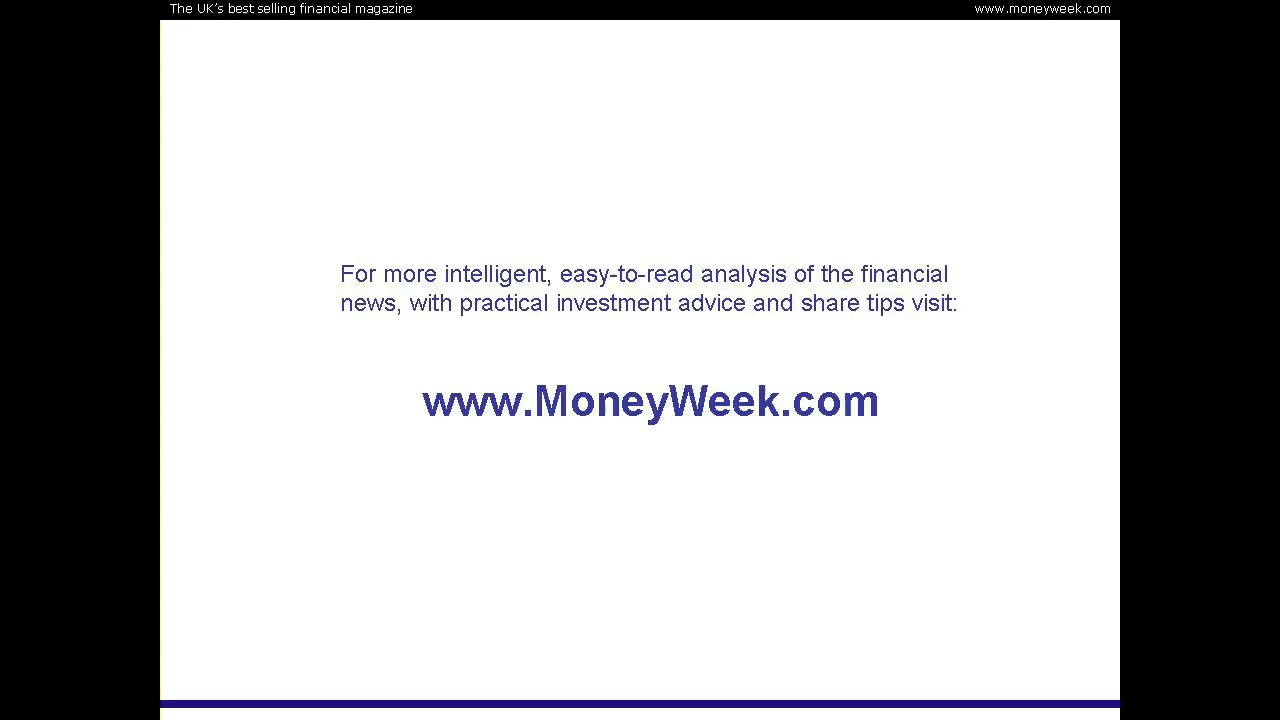 The UK's best selling financial magazine
www.moneyweek.com
For more intelligent, easy-to-read analysis of the financial
news, with practical investment advice and share tips visit:
www.MoneyWeek.com